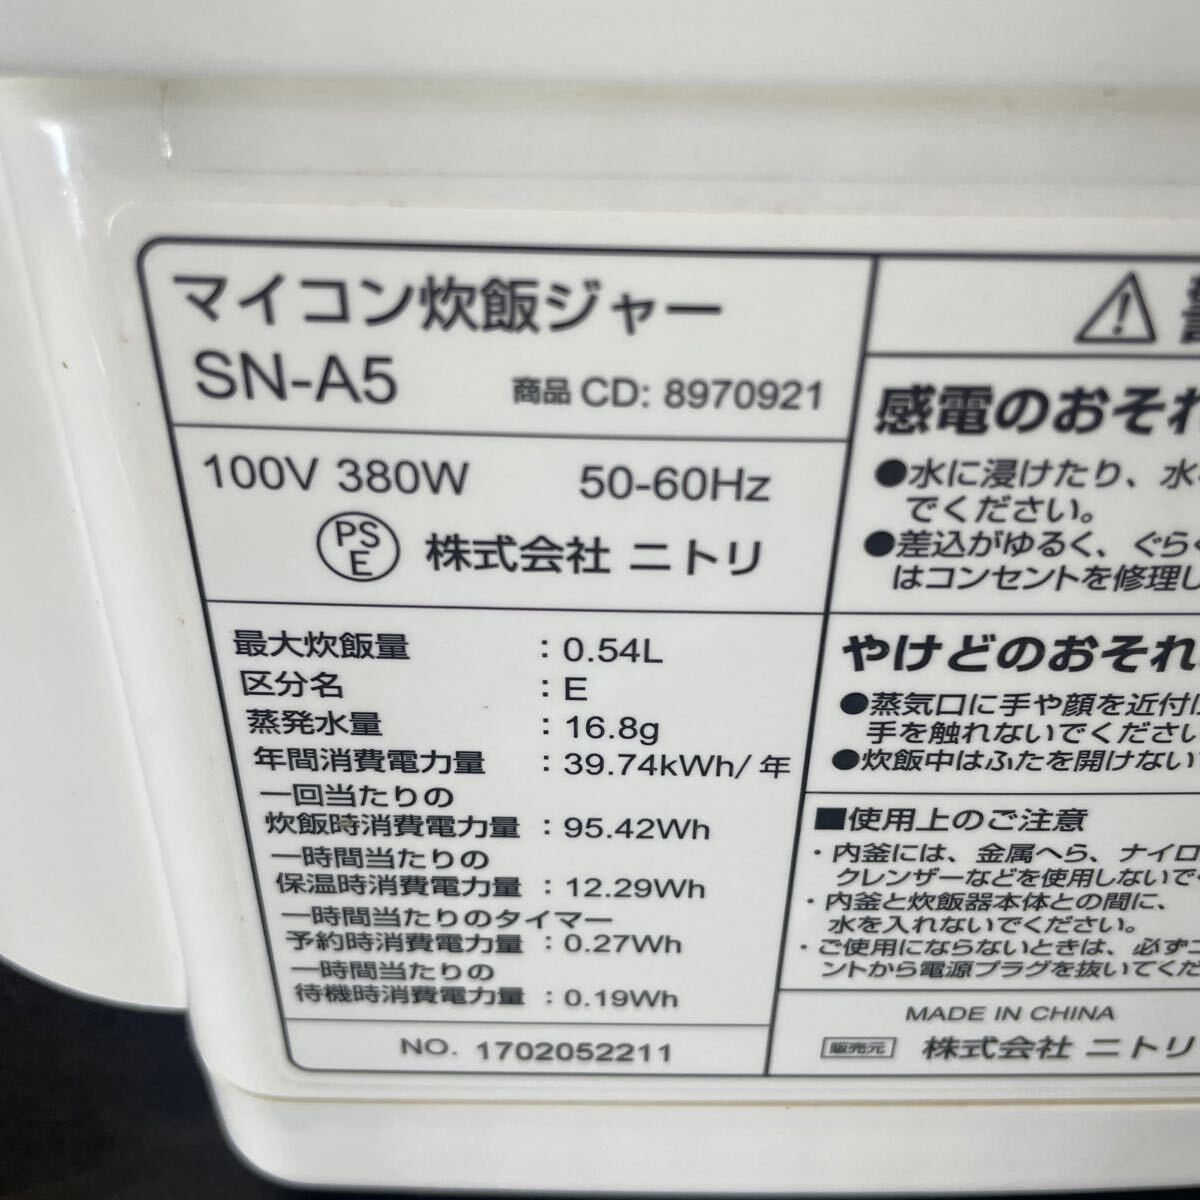 マイコン炊飯ジャー
SN-A5 商品 CD: 8970921
100V 380W 50-60Hz
PS
E
株式会社 ニトリ
最大炊飯量 : 0.54L
区分名 : E
蒸発水量 : 16.8g
年間消費電力量 : 39.74kWh/年
一回当たりの
炊飯時消費電力量 : 95.42Wh
一時間当たりの
保温時消費電力量 : 12.29Wh
一時間当たりのタイマー
予約時消費電力量 : 0.27Wh
一時間当たりの
待機時消費電力量 : 0.19Wh
NO. 1702052211
感電のおそれ
●水に浸けたり、水
でください。
●差込がゆるく、ぐら
はコンセントを修理し
やけどのおそれ
●蒸気口に手や顔を近付け
手を触れないでください
●炊飯中はふたを開けない
■使用上のご注意
・内釜には、金属へら、ナイロ
クレンザーなどを使用しないで
・内釜と炊飯器本体との間に、
水を入れないでください。
・ご使用にならないときは、必ずコ
ントから電源プラグを抜いてくだ
MADE IN CHINA
販売元 株式会社 ニトリ